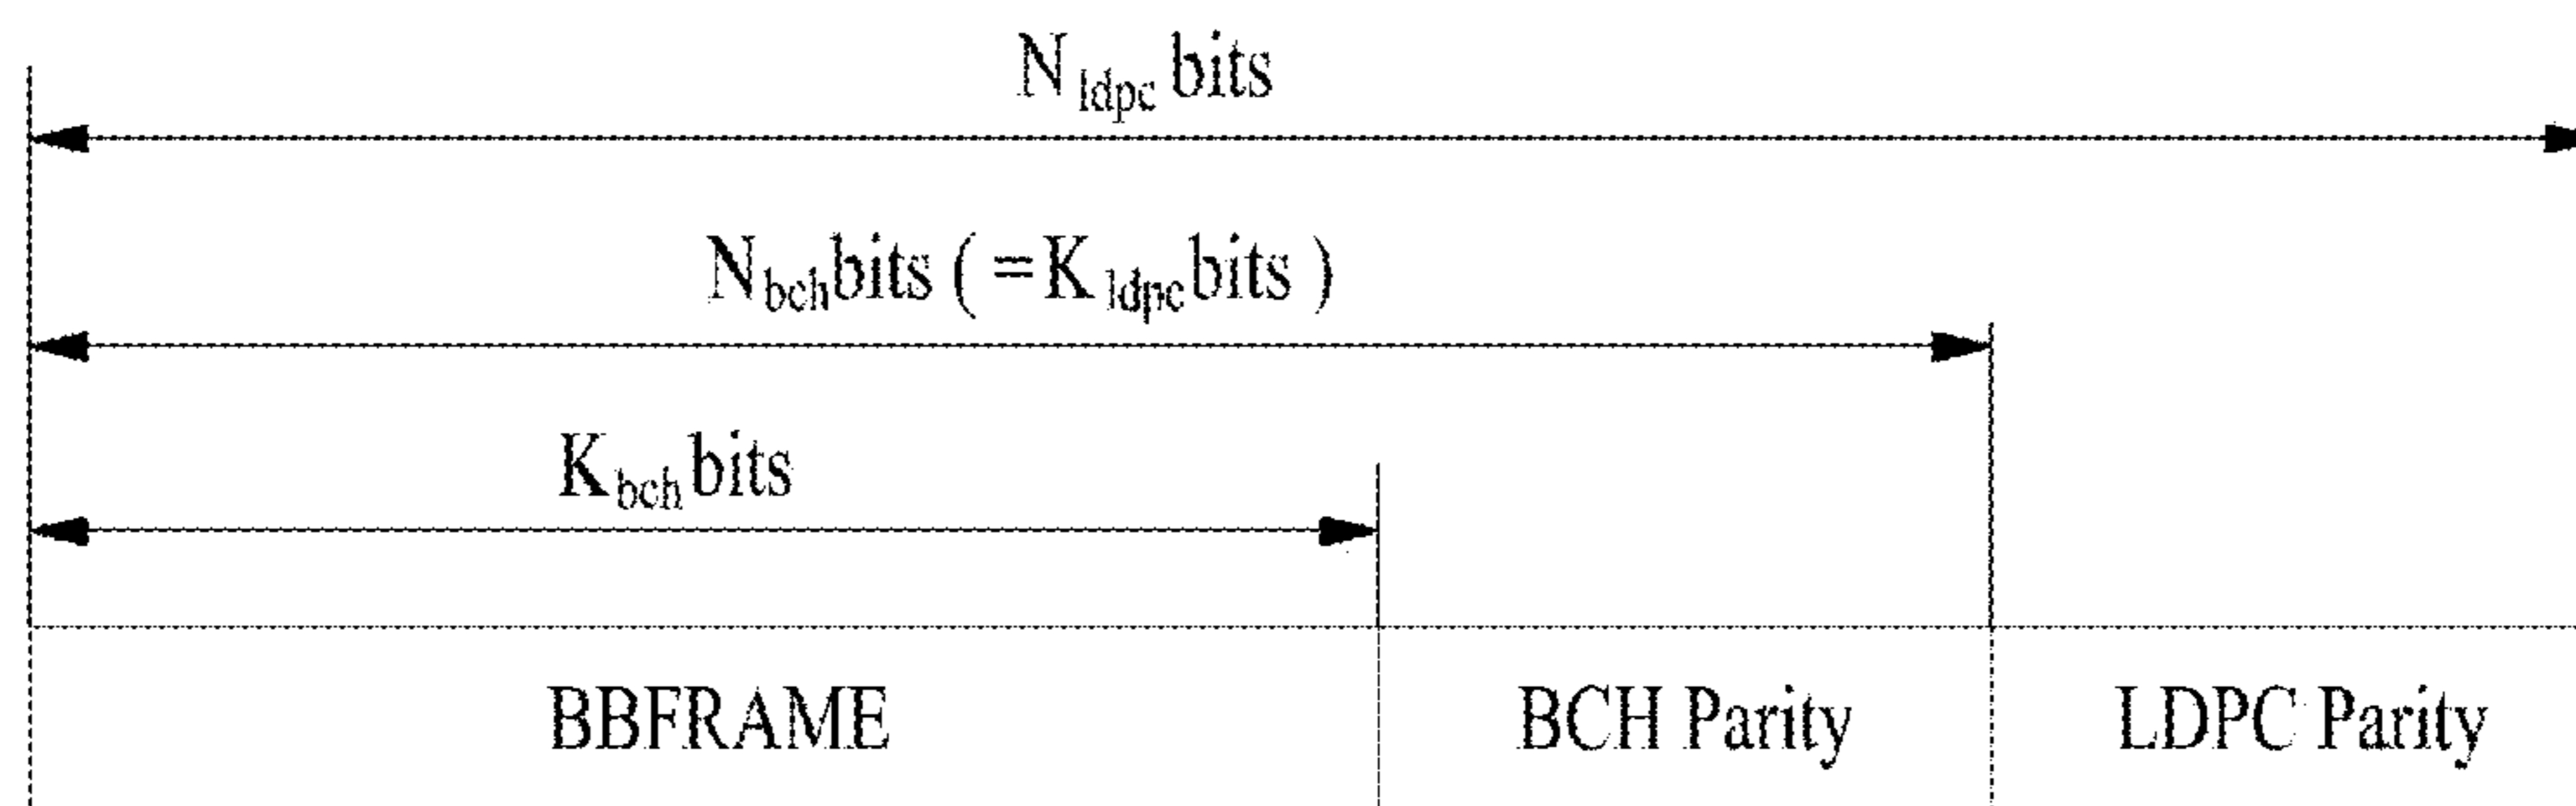 N ldpc bits
N bch bits ( = K ldpc bits )
K bch bits
BBFRAME BCH Parity LDPC Parity